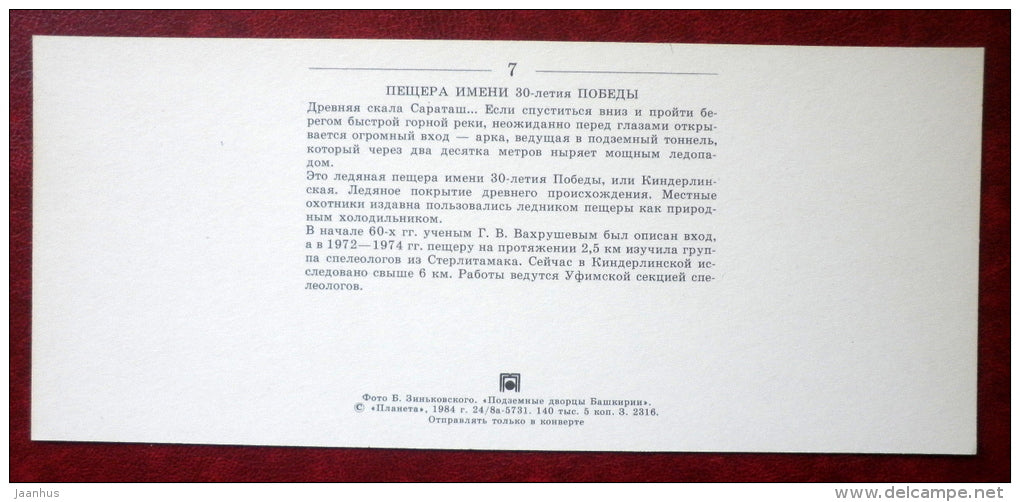 7
ПЕЩЕРА ИМЕНИ 30-летия ПОБЕДЫ
Древняя скала Сараташ... Если спуститься вниз и пройти бе-
регом быстрой горной реки, неожиданно перед глазами откры-
вается огромный вход — арка, ведущая в подземный тоннель,
который через два десятка метров ныряет мощным ледопа-
дом.
Это ледяная пещера имени 30-летия Победы, или Киндерлин-
ская. Ледяное покрытие древнего происхождения. Местные
охотники издавна пользовались ледником пещеры как природ-
ным холодильником.
В начале 60-х гг. ученым Г. В. Вахрушевым был описан вход,
а в 1972—1974 гг. пещеру на протяжении 2,5 км изучила груп-
па спелеологов из Стерлитамака. Сейчас в Киндерлинской ис-
следовано свыше 6 км. Работы ведутся Уфимской секцией спе-
леологов.
Фото Б. Зиньковского. «Подземные дворцы Башкирии».
© «Планета», 1984 г. 24/8а-5731. 140 тыс. 5 коп. З. 2316.
Отправлять только в конверте
jaanhus
www.delcampe.net